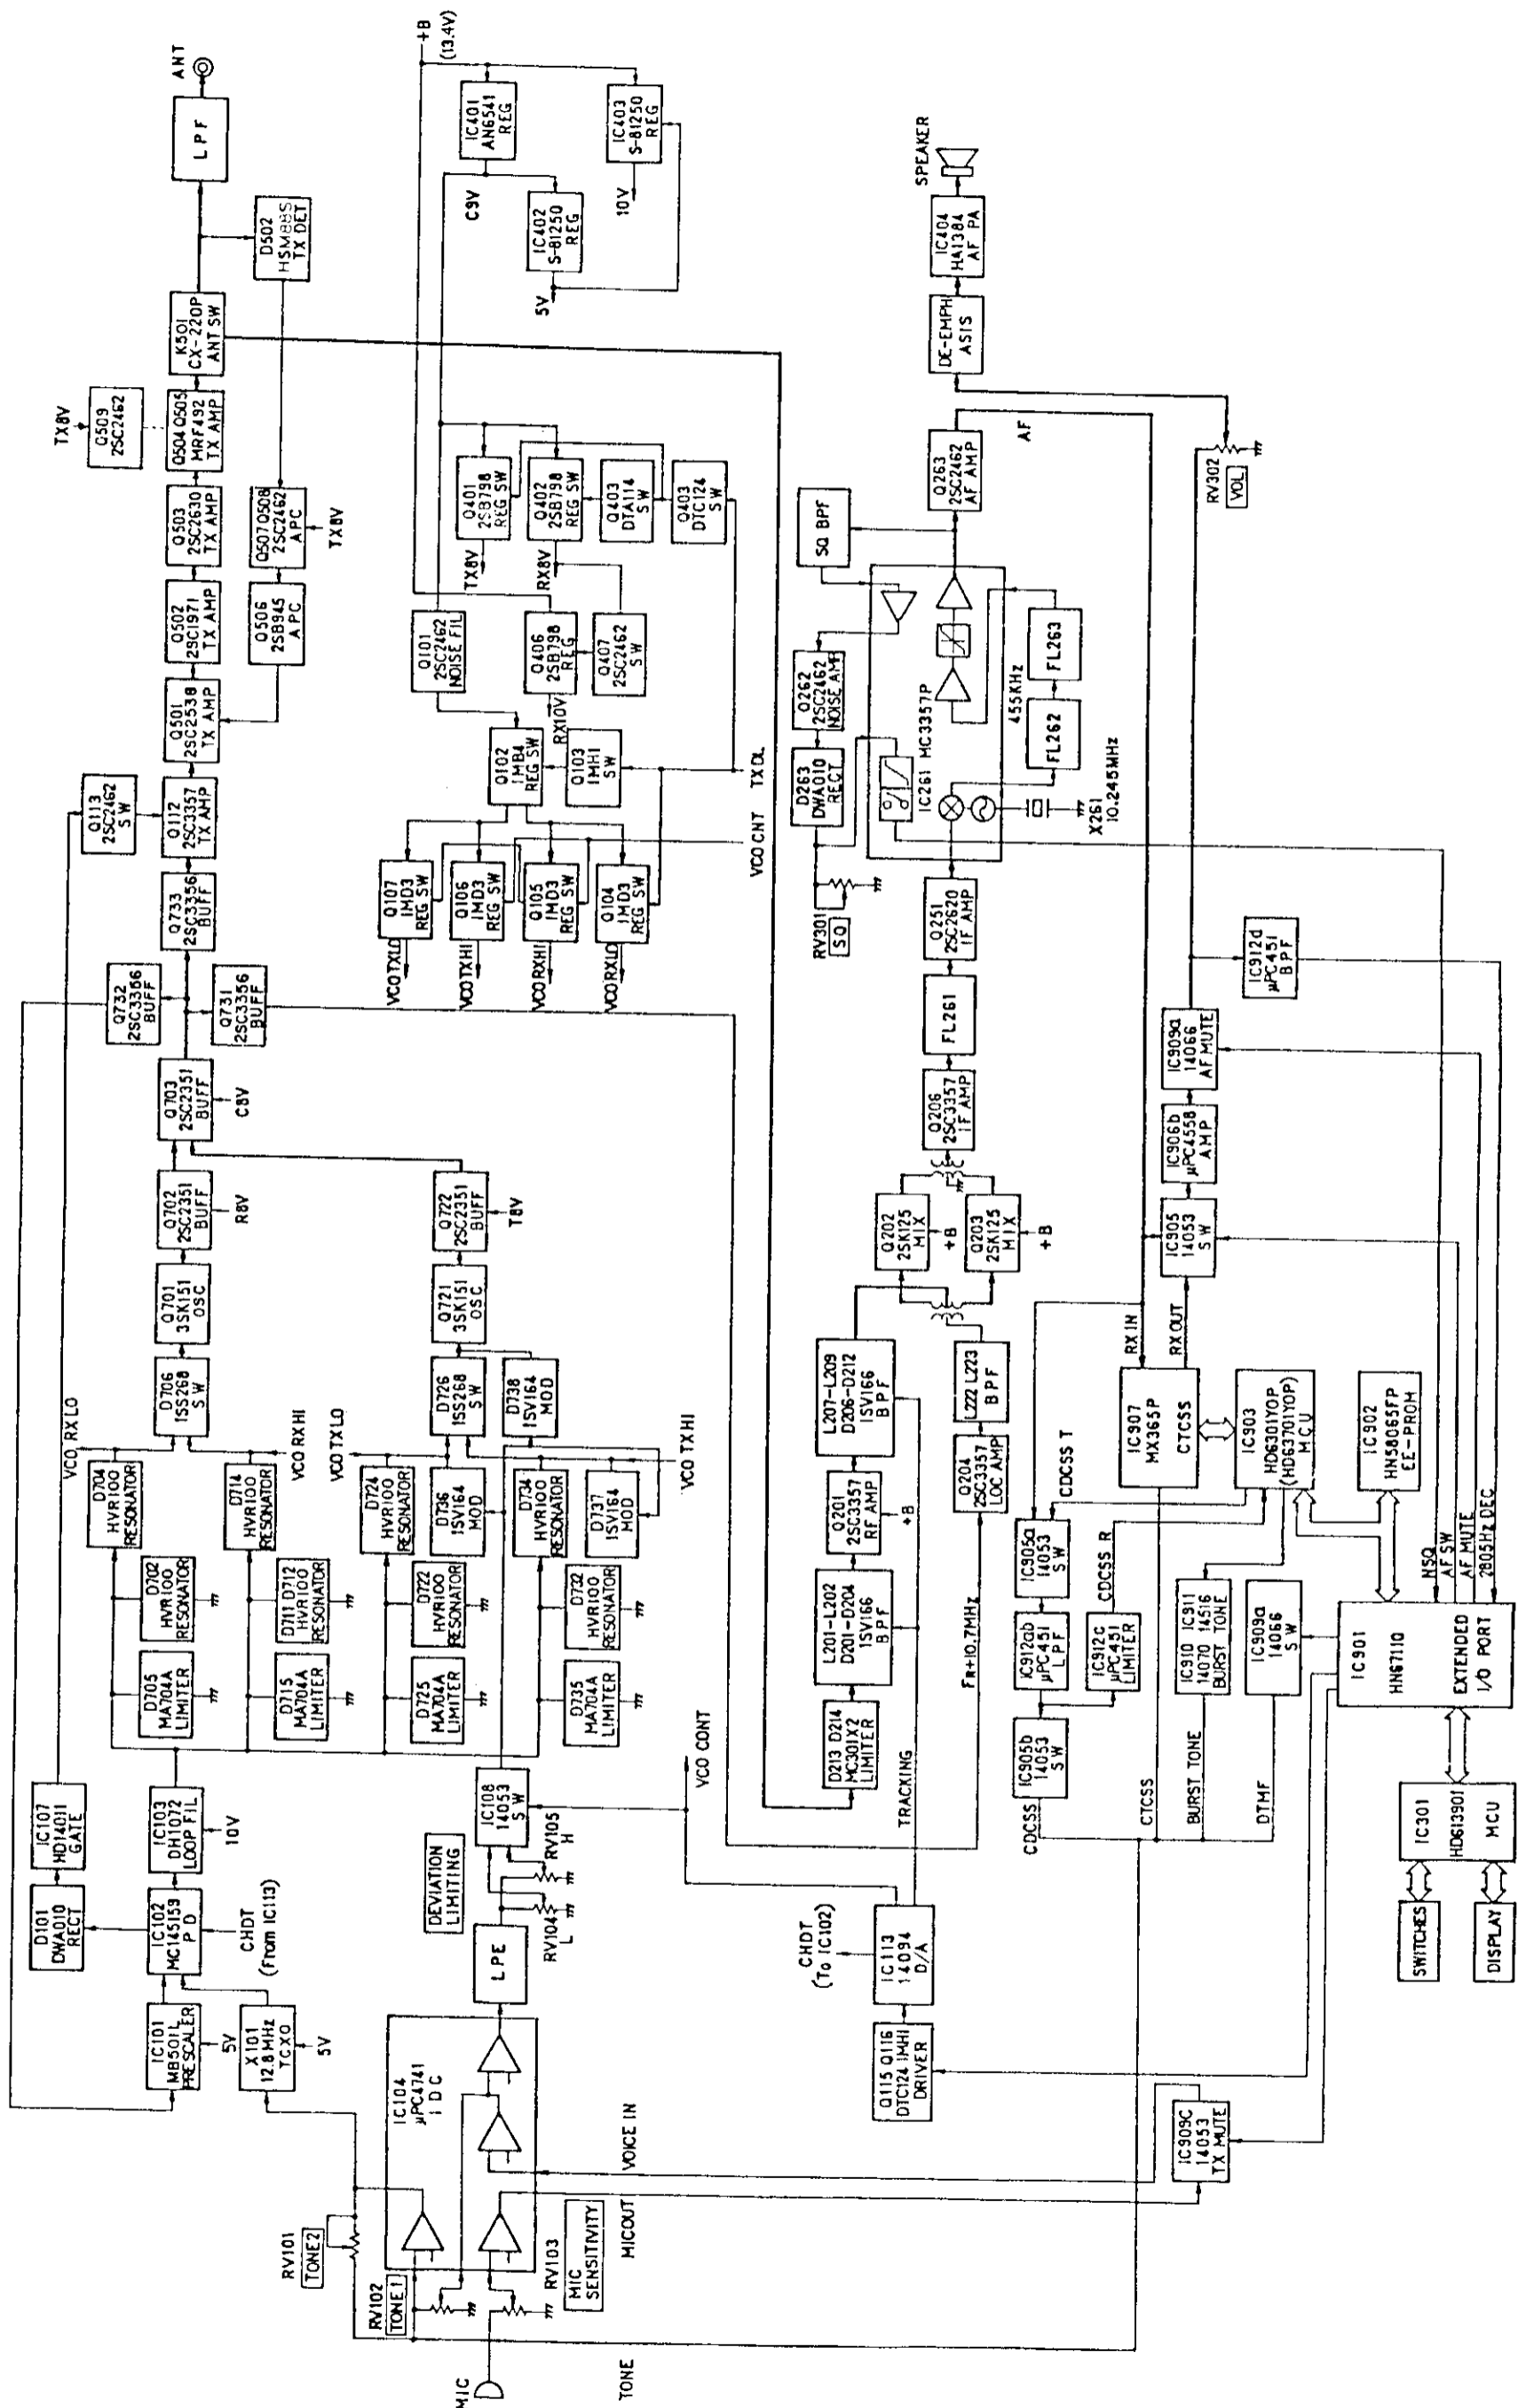 ANT
LPF
D502
HSM88S
TX DET
K501
CX-220P
ANT SW
TX8V
Q509
2SC2462
Q504 Q505
MRF492
TX AMP
Q503
2SC2630
TX AMP
Q507 Q508
2SC2462
APC
TX8V
Q502
2SC1971
TX AMP
Q506
2SB945
APC
Q501
2SC2538
TX AMP
Q113
2SC2462
SW
Q112
2SC3357
TX AMP
Q733
2SC3356
BUFF
Q732
2SC3356
BUFF
Q731
2SC3356
BUFF
Q703
2SC2351
BUFF
C8V
Q702
2SC2351
BUFF
R8V
Q722
2SC2351
BUFF
T8V
Q701
3SK151
OSC
Q721
3SK151
OSC
D706
1SS268
SW
D726
1SS268
SW
D738
1SV164
MOD
VCO RX LO
VCO RX HI
VCO TX LO
VCO TX HI
D704
HVR100
RESONATOR
D714
HVR100
RESONATOR
D724
HVR100
RESONATOR
D736
1SV164
MOD
D734
HVR100
RESONATOR
D737
1SV164
MOD
D702
HVR100
RESONATOR
D711 D712
HVR100
RESONATOR
D722
HVR100
RESONATOR
D732
HVR100
RESONATOR
D705
MA704A
LIMITER
D715
MA704A
LIMITER
D725
MA704A
LIMITER
D735
MA704A
LIMITER
IC107
HD14011
GATE
IC103
DH1072
LOOP FIL
10V
D101
DWA010
RECT
IC102
MC145159
P D
CHDT
(From IC113)
IC101
MB501L
PRESCALER
5V
X101
12.8MHz
TCXO
5V
IC108
14053
SW
DEVIATION
LIMITING
RV105
H
RV104
L
LPE
IC104
μPC4741
I D C
VOICE IN
RV101
TONE2
RV102
TONE1
RV103
MIC
SENSITIVITY
MICOUT
MIC
TONE
+B
(13.4V)
IC401
AN6541
REG
IC403
S-81250
REG
C9V
IC402
S-81250
REG
10V
5V
Q401
2SB798
REG SW
Q402
2SB798
REG SW
Q403
DTA114
SW
Q403
DTC124
SW
TX8V
RX8V
Q101
2SC2462
NOISE FIL
Q406
2SB798
REG
Q407
2SC2462
SW
RX10V
Q102
IMB4
REG SW
Q103
IMH1
SW
TX DL
VCO CNT
Q107
IMD3
REG SW
Q106
IMD3
REG SW
Q105
IMD3
REG SW
Q104
IMD3
REG SW
VCO TXLO
VCO TXHI
VCO RXHI
VCO RXLO
SPEAKER
IC404
HA1384
AF PA
DE-EMPH
ASIS
Q263
2SC2462
AF AMP
AF
RV302
VOL
SQ BPF
Q262
2SC2462
NOISE AMP
D263
DWA010
RECT
IC261 MC3357P
455KHz
FL263
FL262
X261
10.245MHz
RV301
SQ
Q251
2SC2620
IF AMP
FL261
Q206
2SC3357
IF AMP
Q202
2SK125
MIX
+B
Q203
2SK125
MIX
+B
L207-L209
D206-D212
1SV166
BPF
L222 L223
BPF
Q201
2SC3357
RF AMP
+B
Q204
2SC3357
LOC AMP
L201-L202
D201-D204
1SV166
BPF
D213 D214
MC301X2
LIMITER
FR+10.7MHz
TRACKING
VCO CONT
CHDT
(To IC102)
IC113
14094
D/A
Q115 Q116
DTC124 IMH1
DRIVER
IC909C
14053
TX MUTE
IC912d
μPC451
BPF
IC909a
14066
AF MUTE
IC906b
μPC4558
AMP
IC905
14053
SW
RX IN
RX OUT
IC907
MX365P
CTCSS
CDCSS T
IC903
HD6301YOP
(HD63701YOP)
MCU
IC902
HN58065FP
EE-PROM
NSQ
AF SW
AF MUTE
2805Hz DEC
IC905a
14053
SW
CDCSS R
IC912ab
μPC451
LPF
IC912c
μPC451
LIMITER
IC910 IC911
14070 14516
BURST TONE
IC909a
14066
SW
IC901
HN67110
EXTENDED
I/O PORT
IC905b
14053
SW
CDCSS
CTCSS
BURST TONE
DTMF
IC301
HD613901
MCU
SWITCHES
DISPLAY